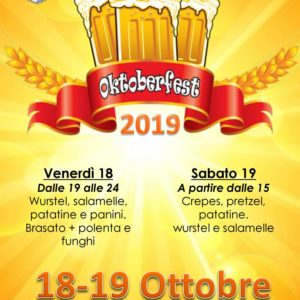 Oktoberfest
2019
Venerdì 18
Dalle 19 alle 24
Wurstel, salamelle,
patatine e panini.
Brasato + polenta e
funghi
Sabato 19
A partire dalle 15
Crepes, pretzel,
patatine.
wurstel e salamelle
18-19 Ottobre